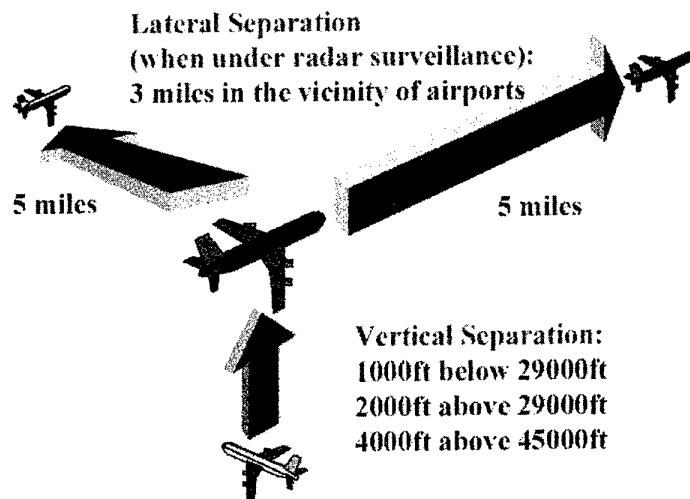 Lateral Separation
(when under radar surveillance):
3 miles in the vicinity of airports
5 miles
5 miles
Vertical Separation:
1000ft below 29000ft
2000ft above 29000ft
4000ft above 45000ft